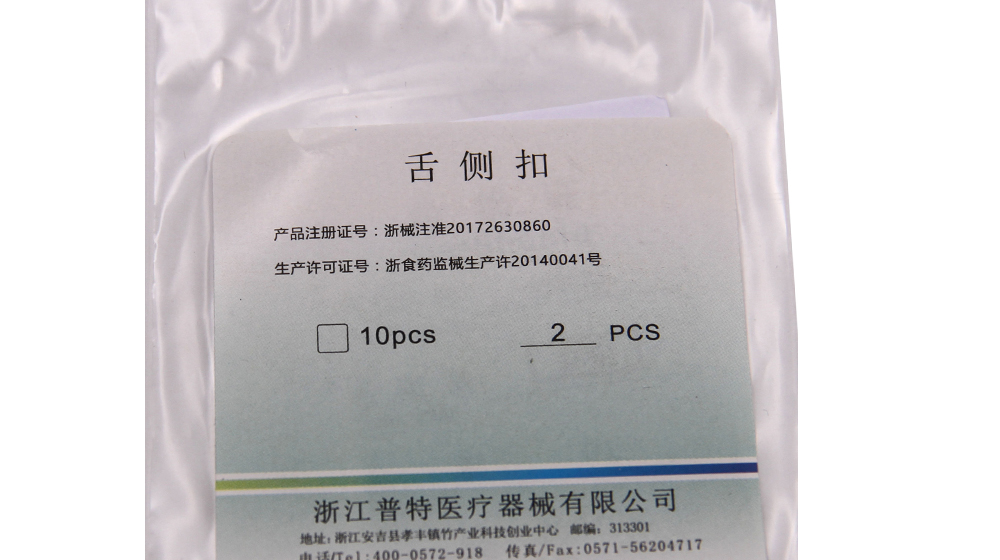 舌侧扣
产品注册证号：浙械注准20172630860
生产许可证号：浙食药监械生产许20140041号
10pcs 2 PCS
浙江普特医疗器械有限公司
地址：浙江安吉县孝丰镇竹产业科技创业中心 邮编：313301
电话/Tel:400-0572-918 传真/Fax:0571-56204717